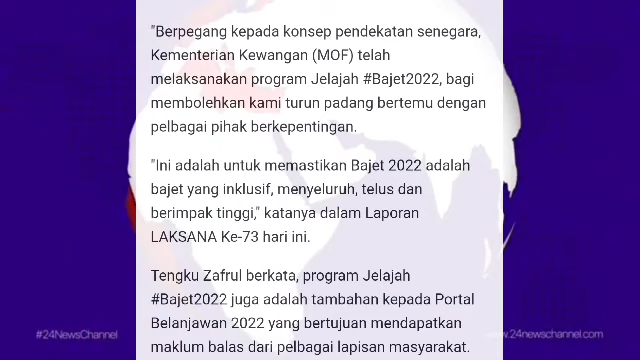 "Berpegang kepada konsep pendekatan senegara,
Kementerian Kewangan (MOF) telah
melaksanakan program Jelajah #Bajet2022, bagi
membolehkan kami turun padang bertemu dengan
pelbagai pihak berkepentingan.
"Ini adalah untuk memastikan Bajet 2022 adalah
bajet yang inklusif, menyeluruh, telus dan
berimpak tinggi," katanya dalam Laporan
LAKSANA Ke-73 hari ini.
Tengku Zafrul berkata, program Jelajah
#Bajet2022 juga adalah tambahan kepada Portal
Belanjawan 2022 yang bertujuan mendapatkan
maklum balas dari pelbagai lapisan masyarakat.
#24NewsChannel
www.24newschannel.com